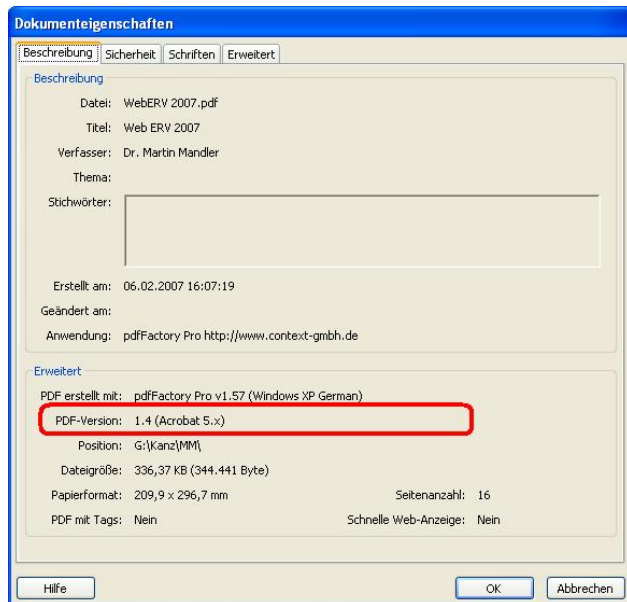 Dokumenteigenschaften
Beschreibung Sicherheit Schriften Erweitert
Beschreibung
Datei: WebERV 2007.pdf
Titel: Web ERV 2007
Verfasser: Dr. Martin Mandler
Thema:
Stichwörter:
Erstellt am: 06.02.2007 16:07:19
Geändert am:
Anwendung: pdfFactory Pro http://www.context-gmbh.de
Erweitert
PDF erstellt mit: pdfFactory Pro v1.57 (Windows XP German)
PDF-Version: 1.4 (Acrobat 5.x)
Position: G:\Kanz\MM\
Dateigröße: 336,37 KB (344.441 Byte)
Papierformat: 209,9 x 296,7 mm Seitenanzahl: 16
PDF mit Tags: Nein Schnelle Web-Anzeige: Nein
Hilfe OK Abbrechen